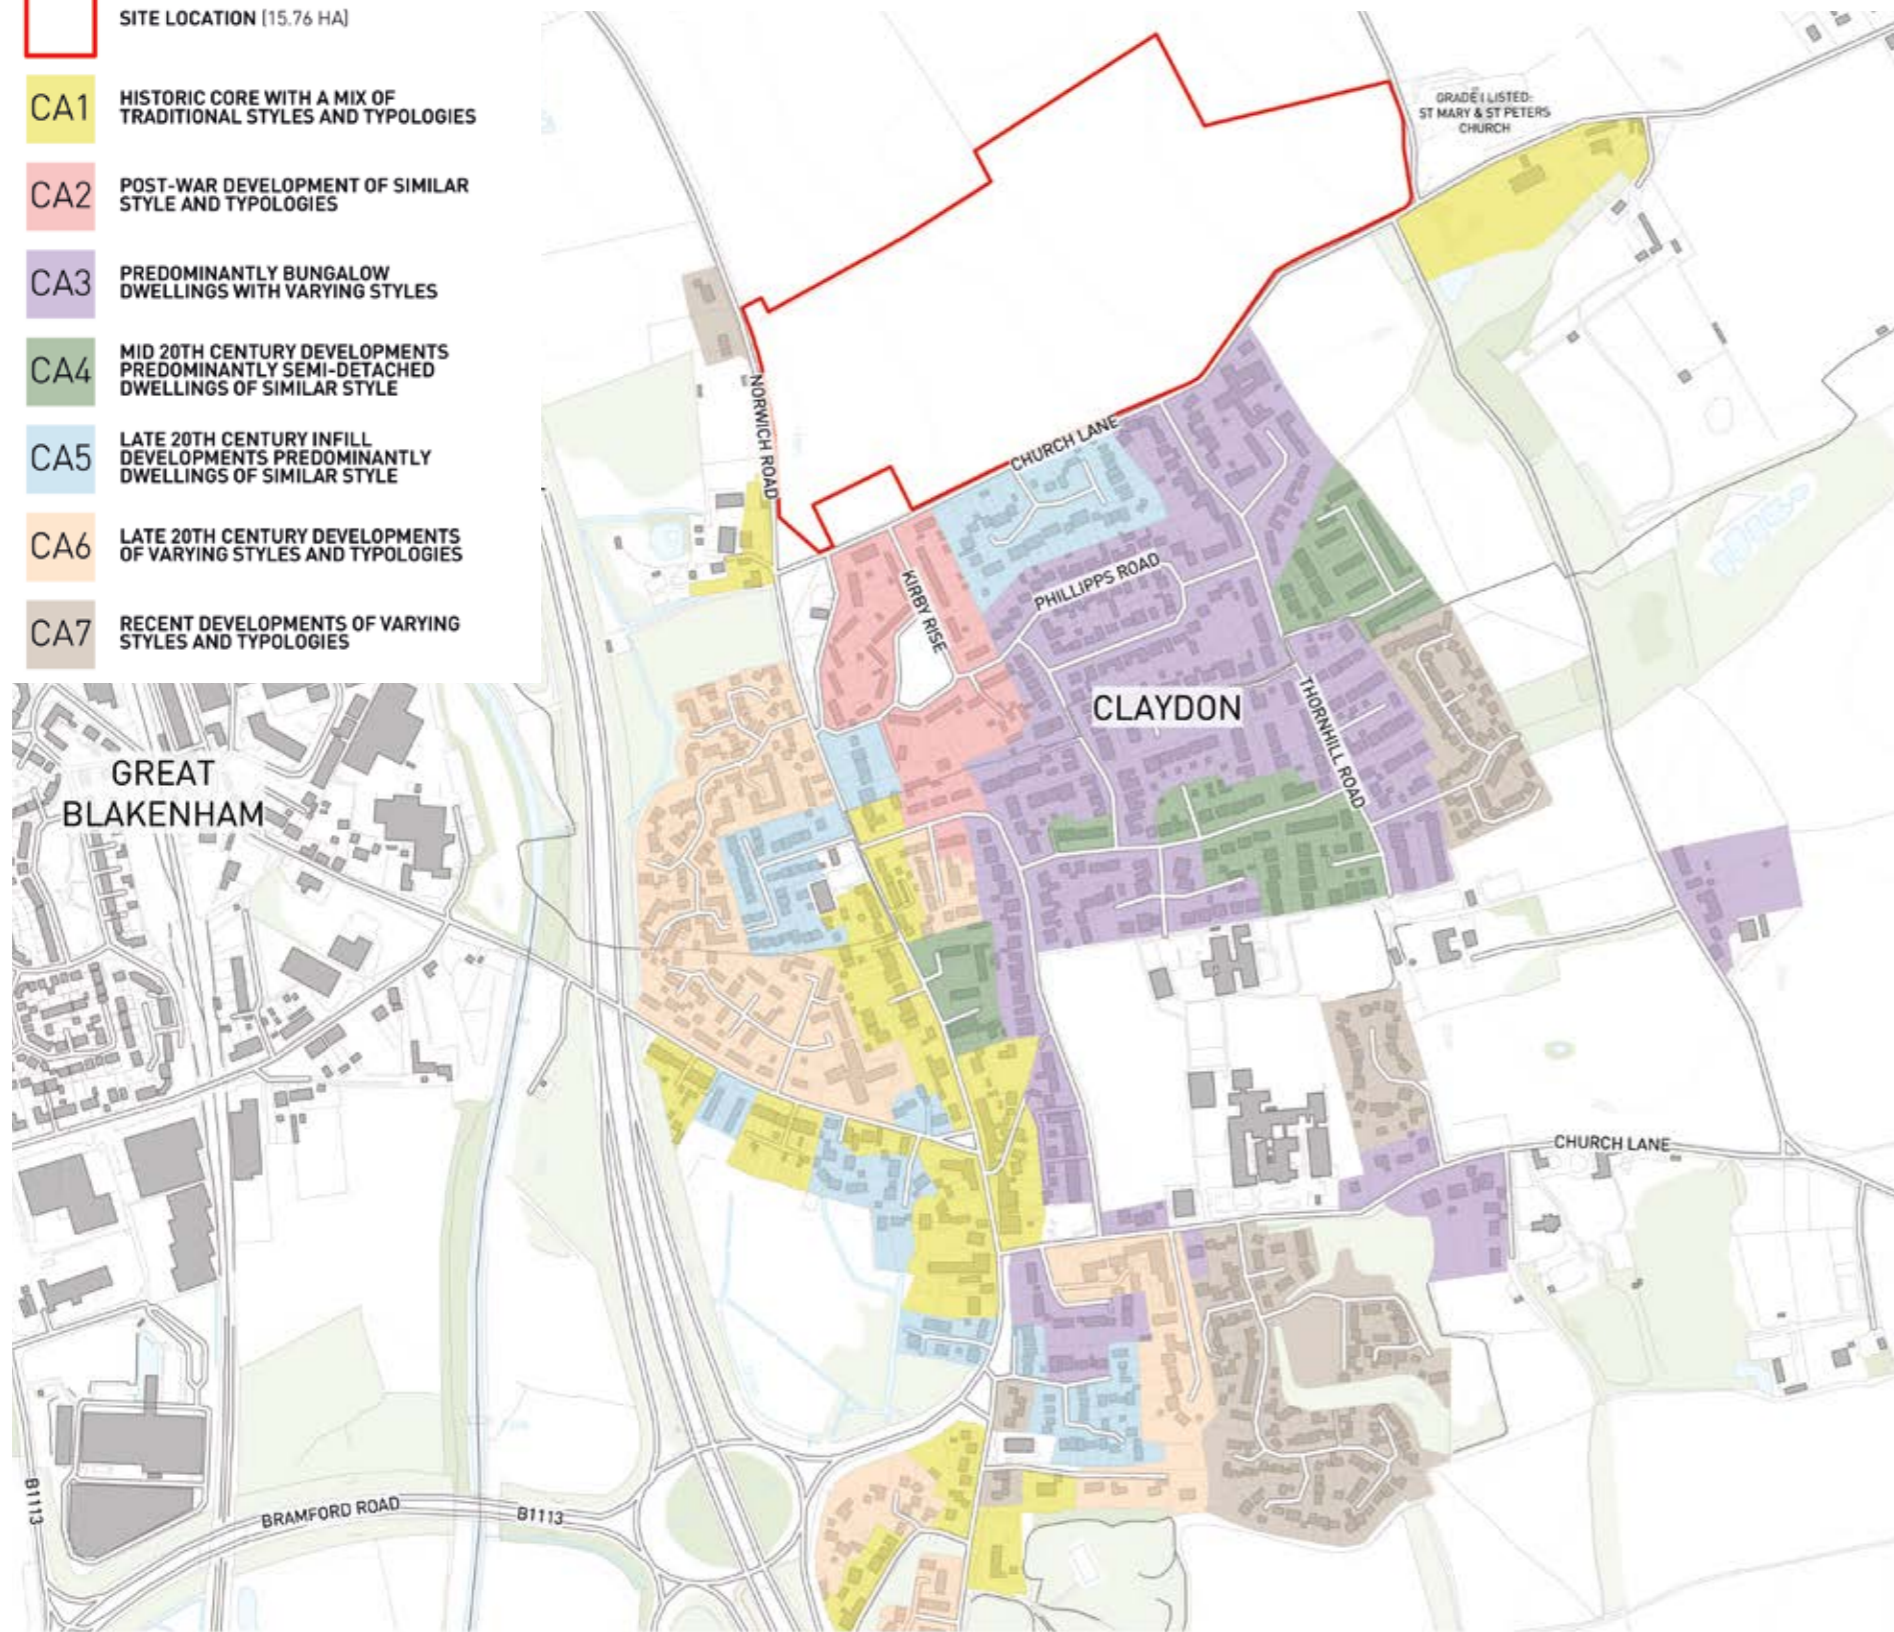 SITE LOCATION (15.76 HA)
CA1
HISTORIC CORE WITH A MIX OF
TRADITIONAL STYLES AND TYPOLOGIES
CA2
POST-WAR DEVELOPMENT OF SIMILAR
STYLE AND TYPOLOGIES
CA3
PREDOMINANTLY BUNGALOW
DWELLINGS WITH VARYING STYLES
CA4
MID 20TH CENTURY DEVELOPMENTS
PREDOMINANTLY SEMI-DETACHED
DWELLINGS OF SIMILAR STYLE
CA5
LATE 20TH CENTURY INFILL
DEVELOPMENTS PREDOMINANTLY
DWELLINGS OF SIMILAR STYLE
CA6
LATE 20TH CENTURY DEVELOPMENTS
OF VARYING STYLES AND TYPOLOGIES
CA7
RECENT DEVELOPMENTS OF VARYING
STYLES AND TYPOLOGIES
GRADE I LISTED:
ST MARY & ST PETERS
CHURCH
NORWICH ROAD
CHURCH LANE
KIRBY RISE
PHILLIPPS ROAD
CLAYDON
THORNHILL ROAD
GREAT
BLAKENHAM
CHURCH LANE
B1113
BRAMFORD ROAD
B1113